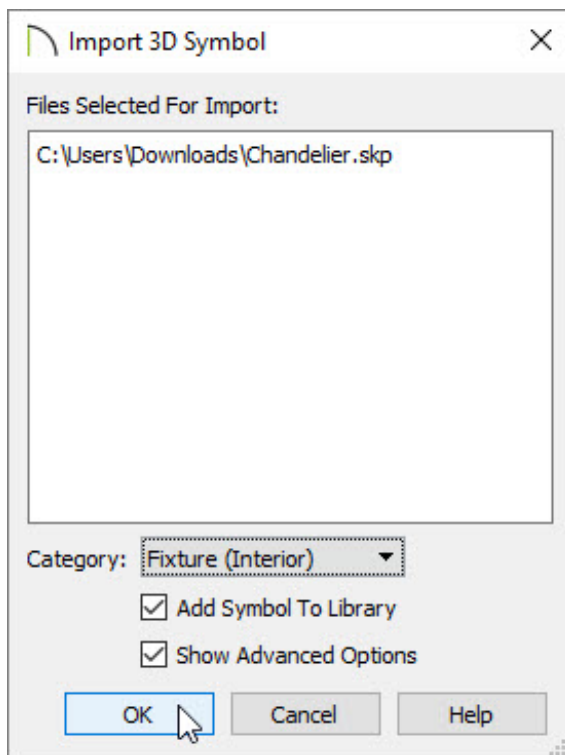 Import 3D Symbol
Files Selected For Import:
C:\Users\Downloads\Chandelier.skp
Category: Fixture (Interior)
Add Symbol To Library
Show Advanced Options
OK Cancel Help